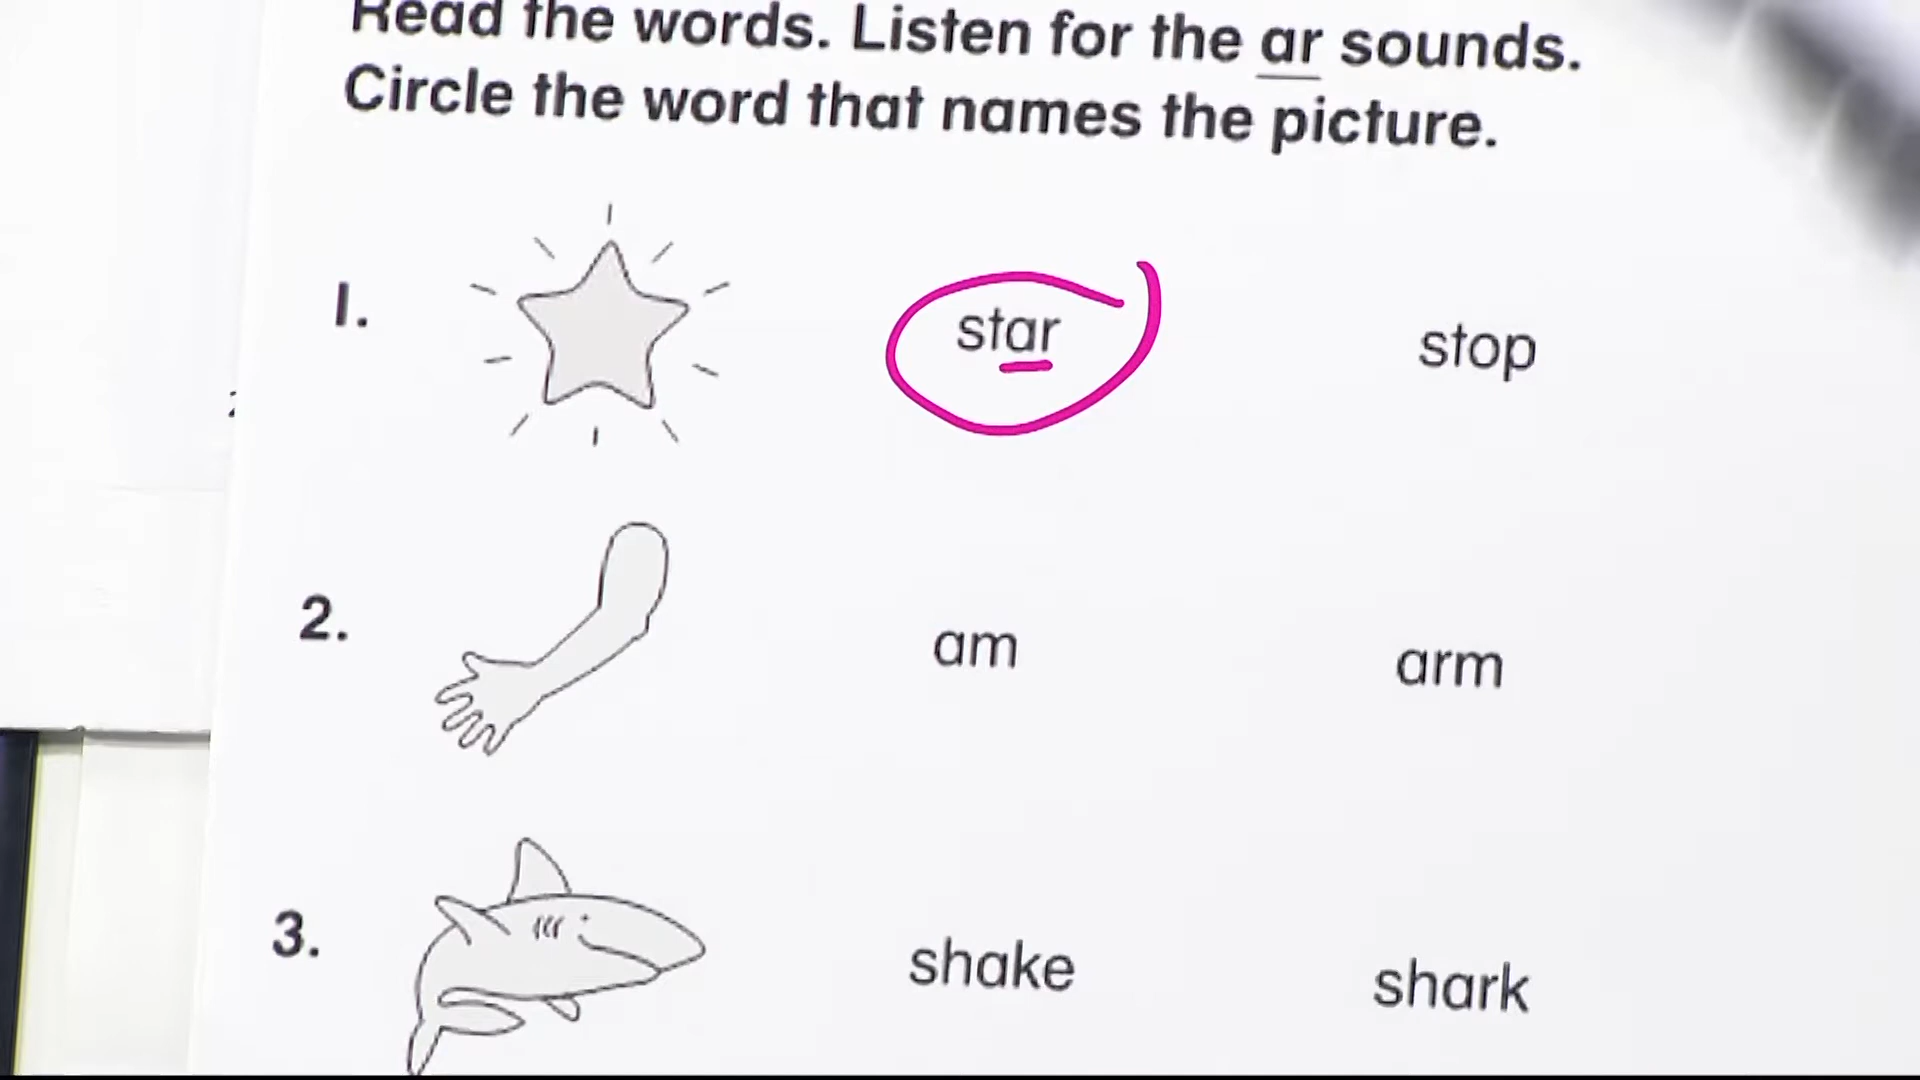 Read the words. Listen for the ar sounds.
Circle the word that names the picture.
1. star stop
2. am arm
3. shake shark